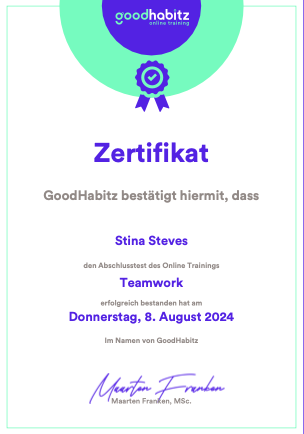 goodhabitz
online training
Zertifikat
GoodHabitz bestätigt hiermit, dass
Stina Steves
den Abschlusstest des Online Trainings
Teamwork
erfolgreich bestanden hat am
Donnerstag, 8. August 2024
Im Namen von GoodHabitz
Maarten Franken
Maarten Franken, MSc.